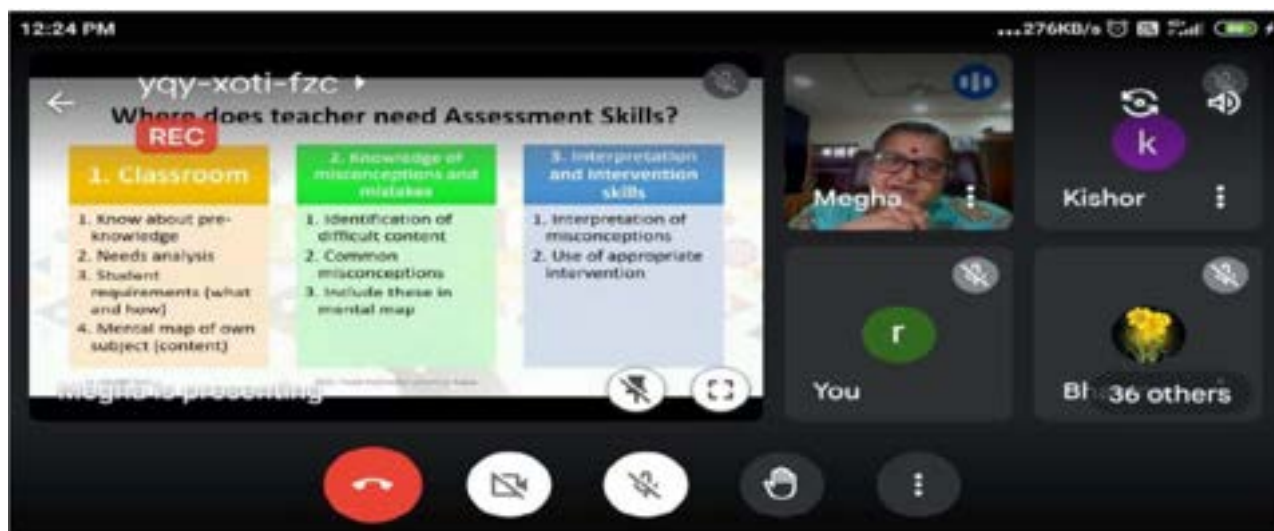 12:24 PM
276KB/s
yqy-xoti-fzc
Where does teacher need Assessment Skills?
REC
1. Classroom
1. Know about pre-
knowledge
2. Needs analysis
3. Student
requirements (what
and how)
4. Mental map of own
subject (content)
2. Knowledge of
misconceptions and
mistakes
1. Identification of
difficult content
2. Common
misconceptions
3. Include these in
mental map
3. Interpretation
and Intervention
skills
1. Interpretation of
misconceptions
2. Use of appropriate
intervention
Megha is presenting
Megha
k
Kishor
r
You
Bh
36 others